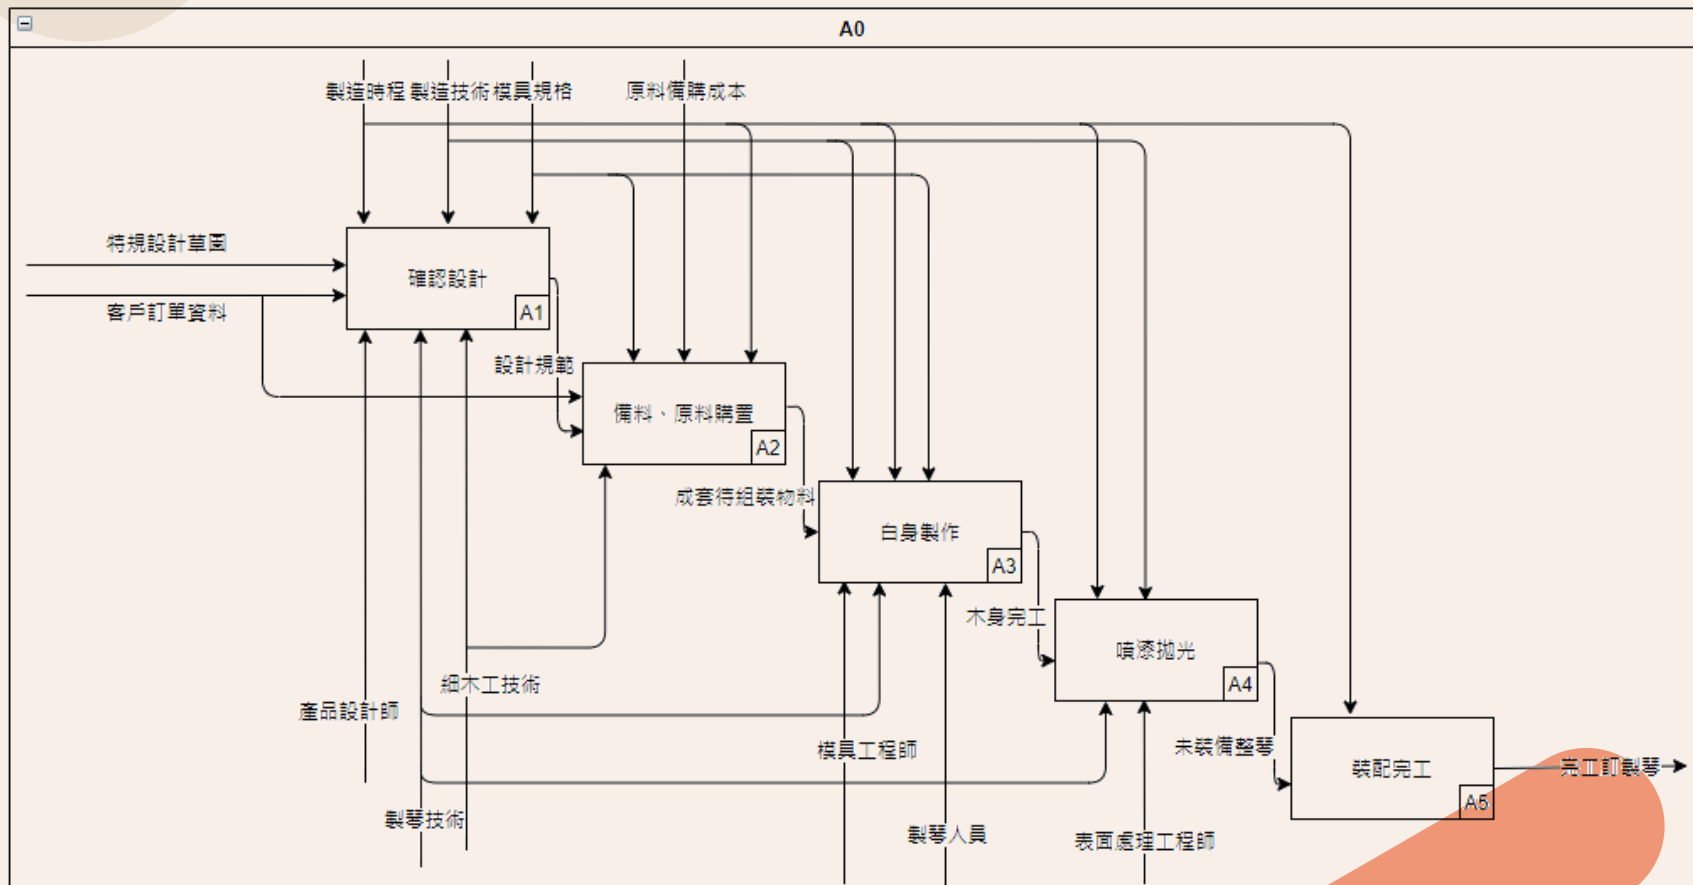 A0
製造時程 製造技術 模具規格 原料備購成本
特規設計草圖
客戶訂單資料
確認設計
A1
設計規範
備料、原料購置
A2
成套待組裝物料
白身製作
A3
木身完工
噴漆拋光
A4
未裝備整琴
裝配完工
A5
完工訂製琴
細木工技術
產品設計師
製琴技術
模具工程師
製琴人員
表面處理工程師